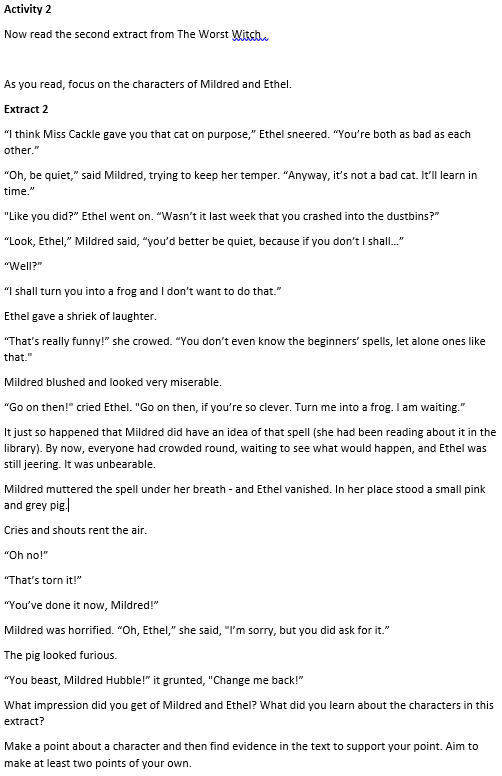 Activity 2
Now read the second extract from The Worst Witch..
As you read, focus on the characters of Mildred and Ethel.
Extract 2
“I think Miss Cackle gave you that cat on purpose,” Ethel sneered. “You’re both as bad as each
other.”
“Oh, be quiet,” said Mildred, trying to keep her temper. “Anyway, it’s not a bad cat. It’ll learn in
time.”
"Like you did?” Ethel went on. “Wasn’t it last week that you crashed into the dustbins?”
“Look, Ethel,” Mildred said, “you’d better be quiet, because if you don’t I shall…”
“Well?”
“I shall turn you into a frog and I don’t want to do that.”
Ethel gave a shriek of laughter.
“That’s really funny!” she crowed. “You don’t even know the beginners’ spells, let alone ones like
that."
Mildred blushed and looked very miserable.
“Go on then!" cried Ethel. "Go on then, if you’re so clever. Turn me into a frog. I am waiting.”
It just so happened that Mildred did have an idea of that spell (she had been reading about it in the
library). By now, everyone had crowded round, waiting to see what would happen, and Ethel was
still jeering. It was unbearable.
Mildred muttered the spell under her breath - and Ethel vanished. In her place stood a small pink
and grey pig.
Cries and shouts rent the air.
“Oh no!”
“That’s torn it!”
“You’ve done it now, Mildred!”
Mildred was horrified. “Oh, Ethel,” she said, "I’m sorry, but you did ask for it.”
The pig looked furious.
“You beast, Mildred Hubble!” it grunted, "Change me back!”
What impression did you get of Mildred and Ethel? What did you learn about the characters in this
extract?
Make a point about a character and then find evidence in the text to support your point. Aim to
make at least two points of your own.